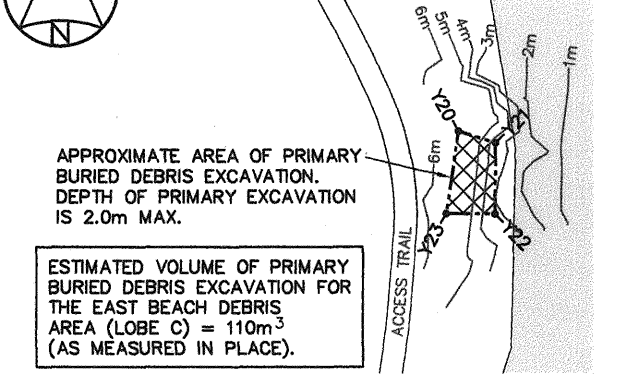 N
6m
5m
4m
3m
2m
1m
Y20
Y21
6m
APPROXIMATE AREA OF PRIMARY
BURIED DEBRIS EXCAVATION.
DEPTH OF PRIMARY EXCAVATION
IS 2.0m MAX.
Y23
Y22
ACCESS TRAIL
ESTIMATED VOLUME OF PRIMARY
BURIED DEBRIS EXCAVATION FOR
THE EAST BEACH DEBRIS
AREA (LOBE C) = 110m³
(AS MEASURED IN PLACE).